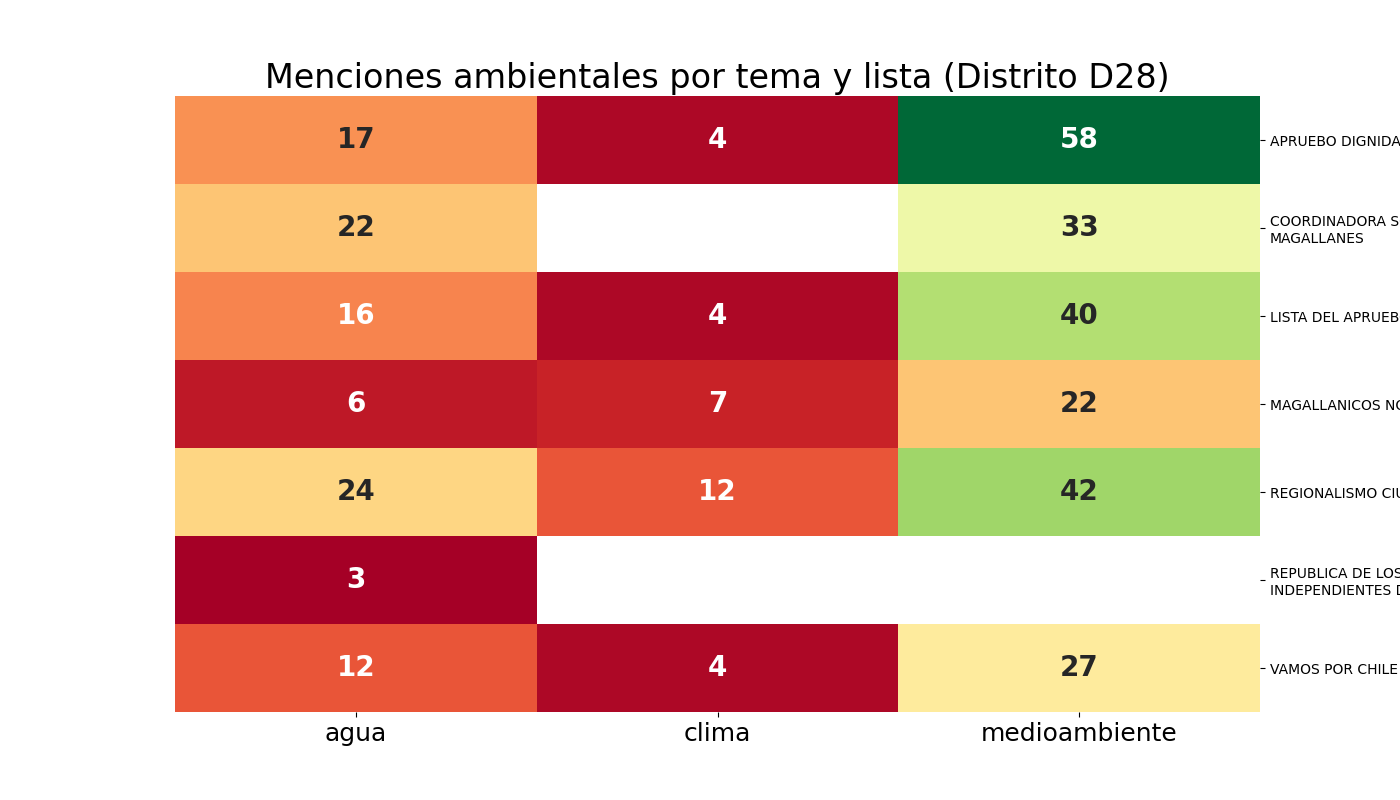 Menciones ambientales por tema y lista (Distrito D28)
17 4 58 APRUEBO DIGNIDA
22 33 COORDINADORA S
MAGALLANES
16 4 40 LISTA DEL APRUEB
6 7 22 MAGALLANICOS NO
24 12 42 REGIONALISMO CIU
3 REPUBLICA DE LOS
INDEPENDIENTES D
12 4 27 VAMOS POR CHILE
agua clima medioambiente